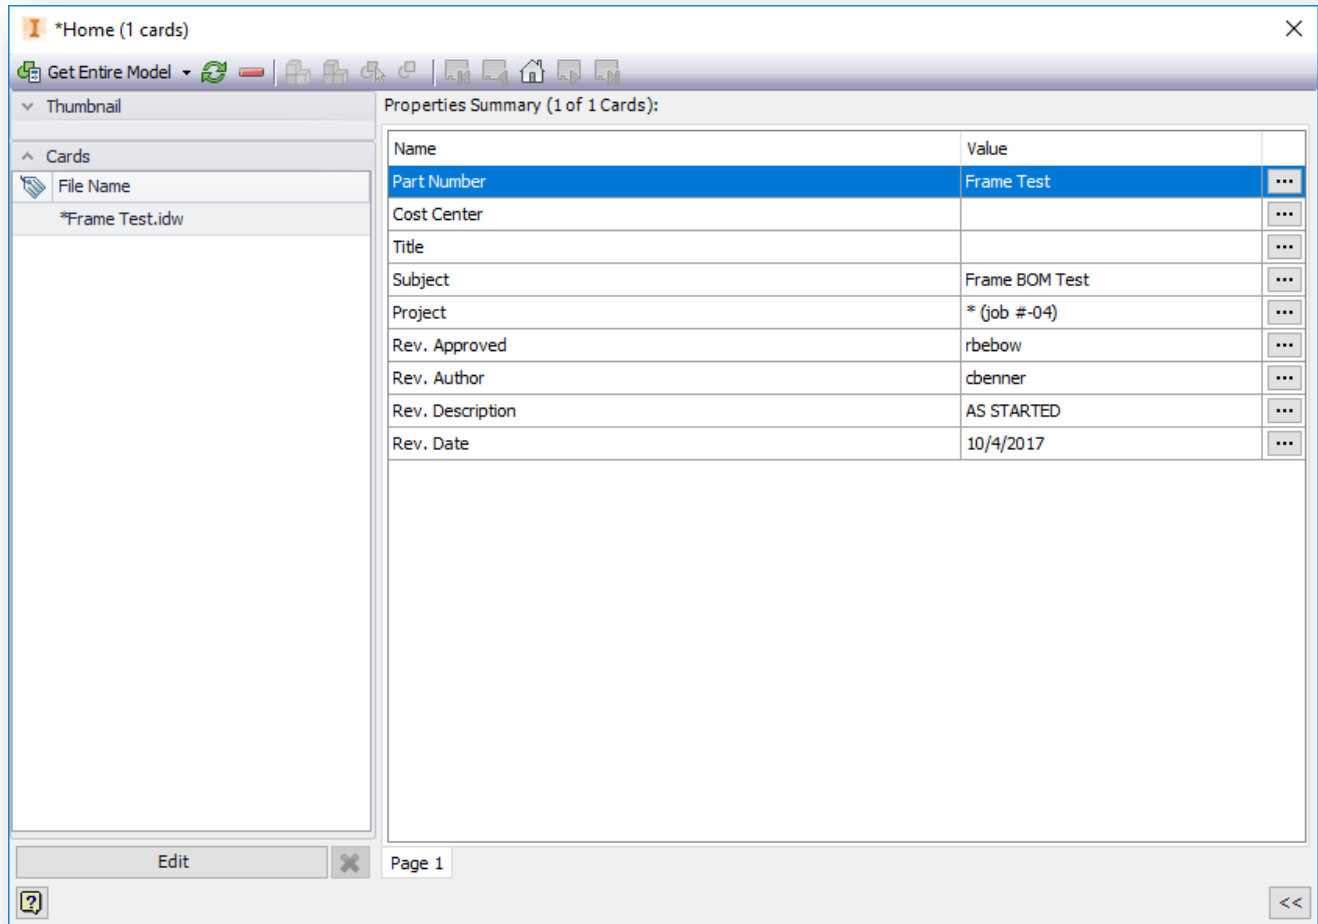 *Home (1 cards)
Get Entire Model
Thumbnail
Cards
File Name
*Frame Test.idw
Edit
Properties Summary (1 of 1 Cards):
Name Value
Part Number Frame Test
Cost Center
Title
Subject Frame BOM Test
Project * (job #-04)
Rev. Approved rbebow
Rev. Author cbenner
Rev. Description AS STARTED
Rev. Date 10/4/2017
Page 1
<<